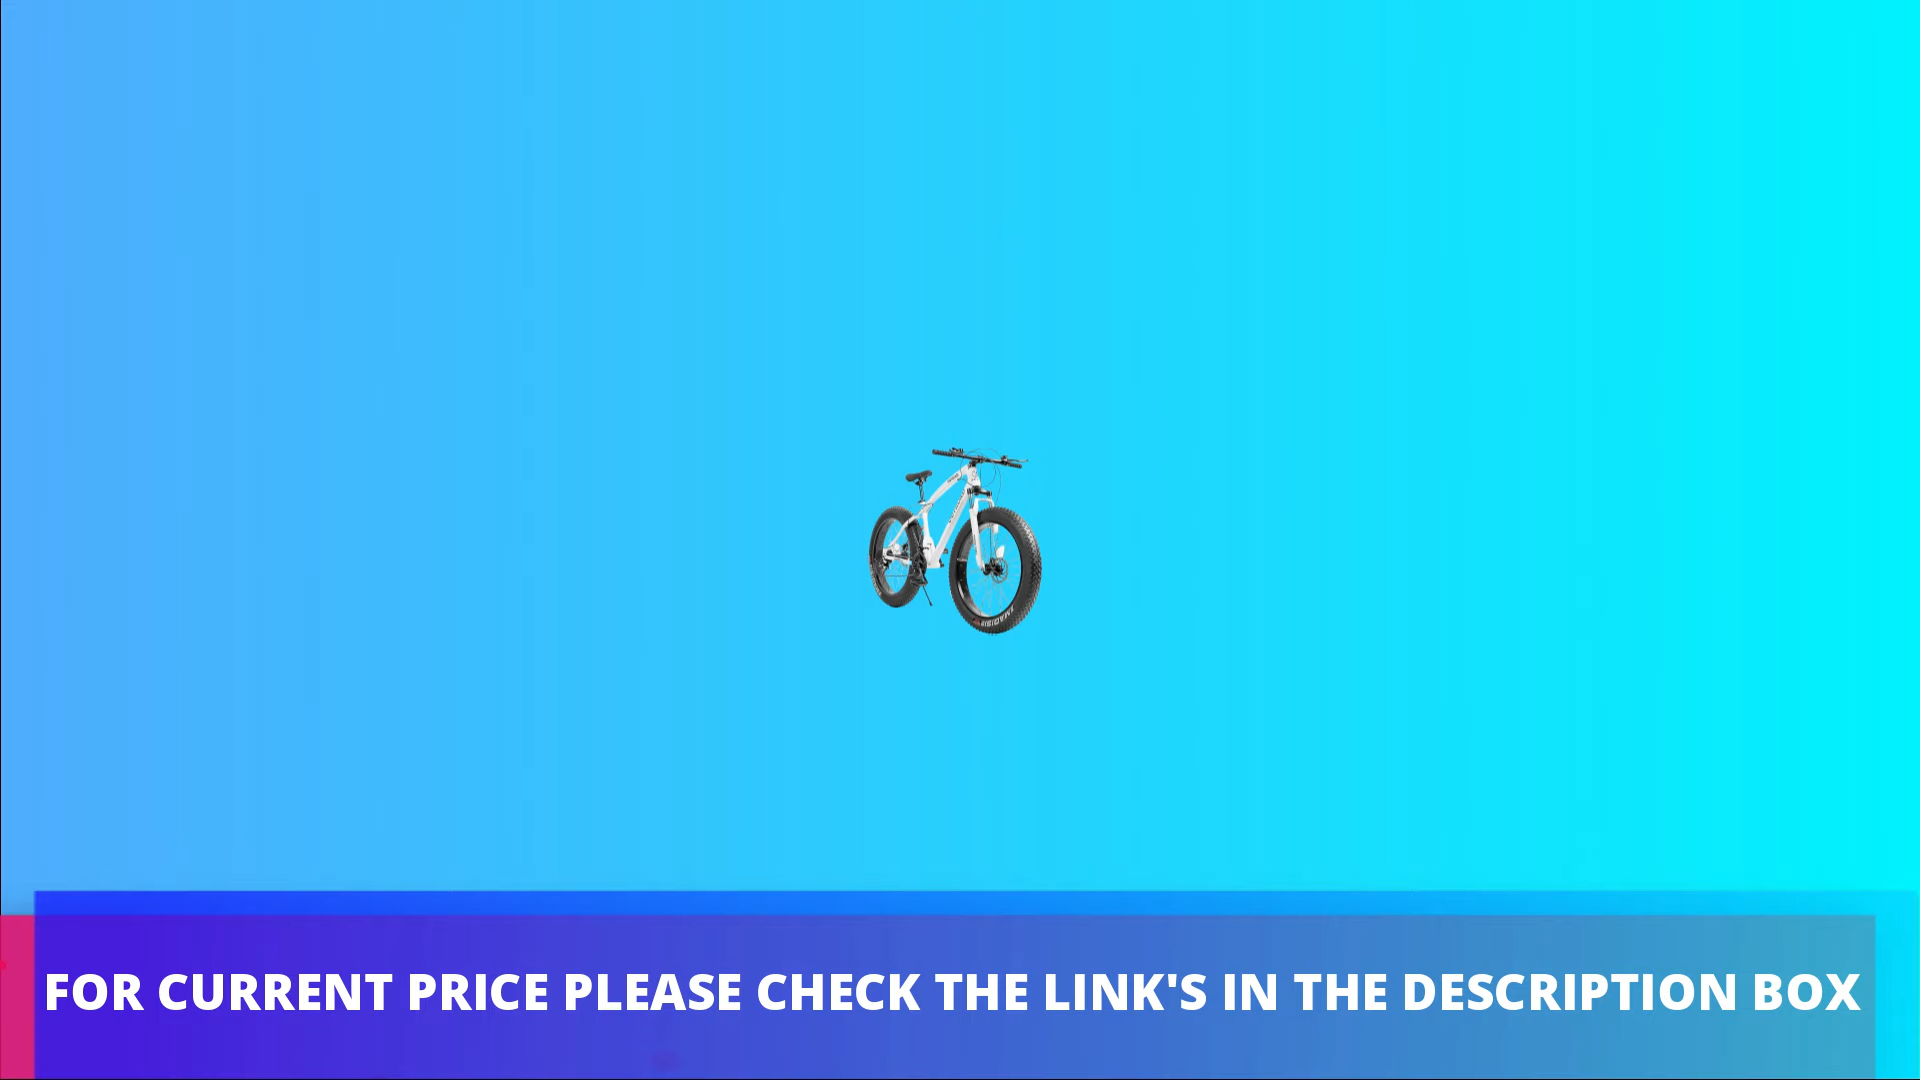 FOR CURRENT PRICE PLEASE CHECK THE LINK'S IN THE DESCRIPTION BOX